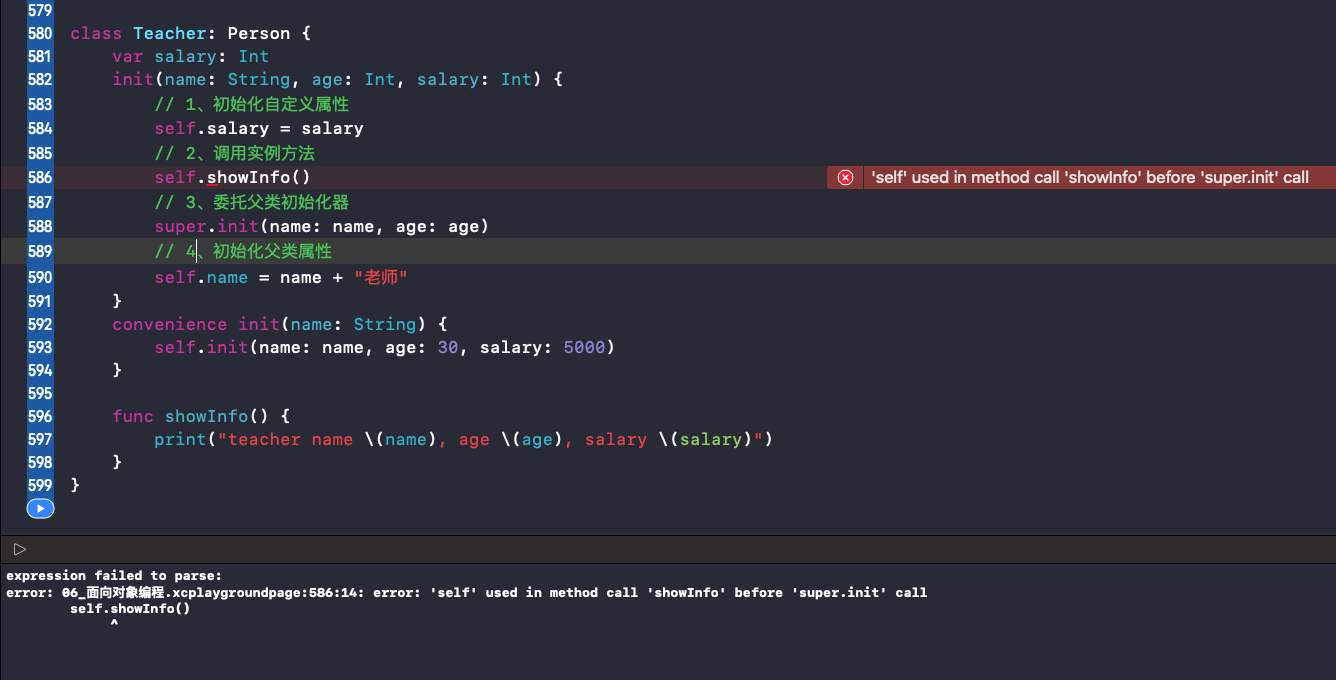 579
580 class Teacher: Person {
581 var salary: Int
582 init(name: String, age: Int, salary: Int) {
583 // 1、初始化自定义属性
584 self.salary = salary
585 // 2、调用实例方法
586 self.showInfo() 'self' used in method call 'showInfo' before 'super.init' call
587 // 3、委托父类初始化器
588 super.init(name: name, age: age)
589 // 4、初始化父类属性
590 self.name = name + "老师"
591 }
592 convenience init(name: String) {
593 self.init(name: name, age: 30, salary: 5000)
594 }
595
596 func showInfo() {
597 print("teacher name \(name), age \(age), salary \(salary)")
598 }
599 }
expression failed to parse:
error: 06_面向对象编程.xcplaygroundpage:586:14: error: 'self' used in method call 'showInfo' before 'super.init' call
self.showInfo()
^